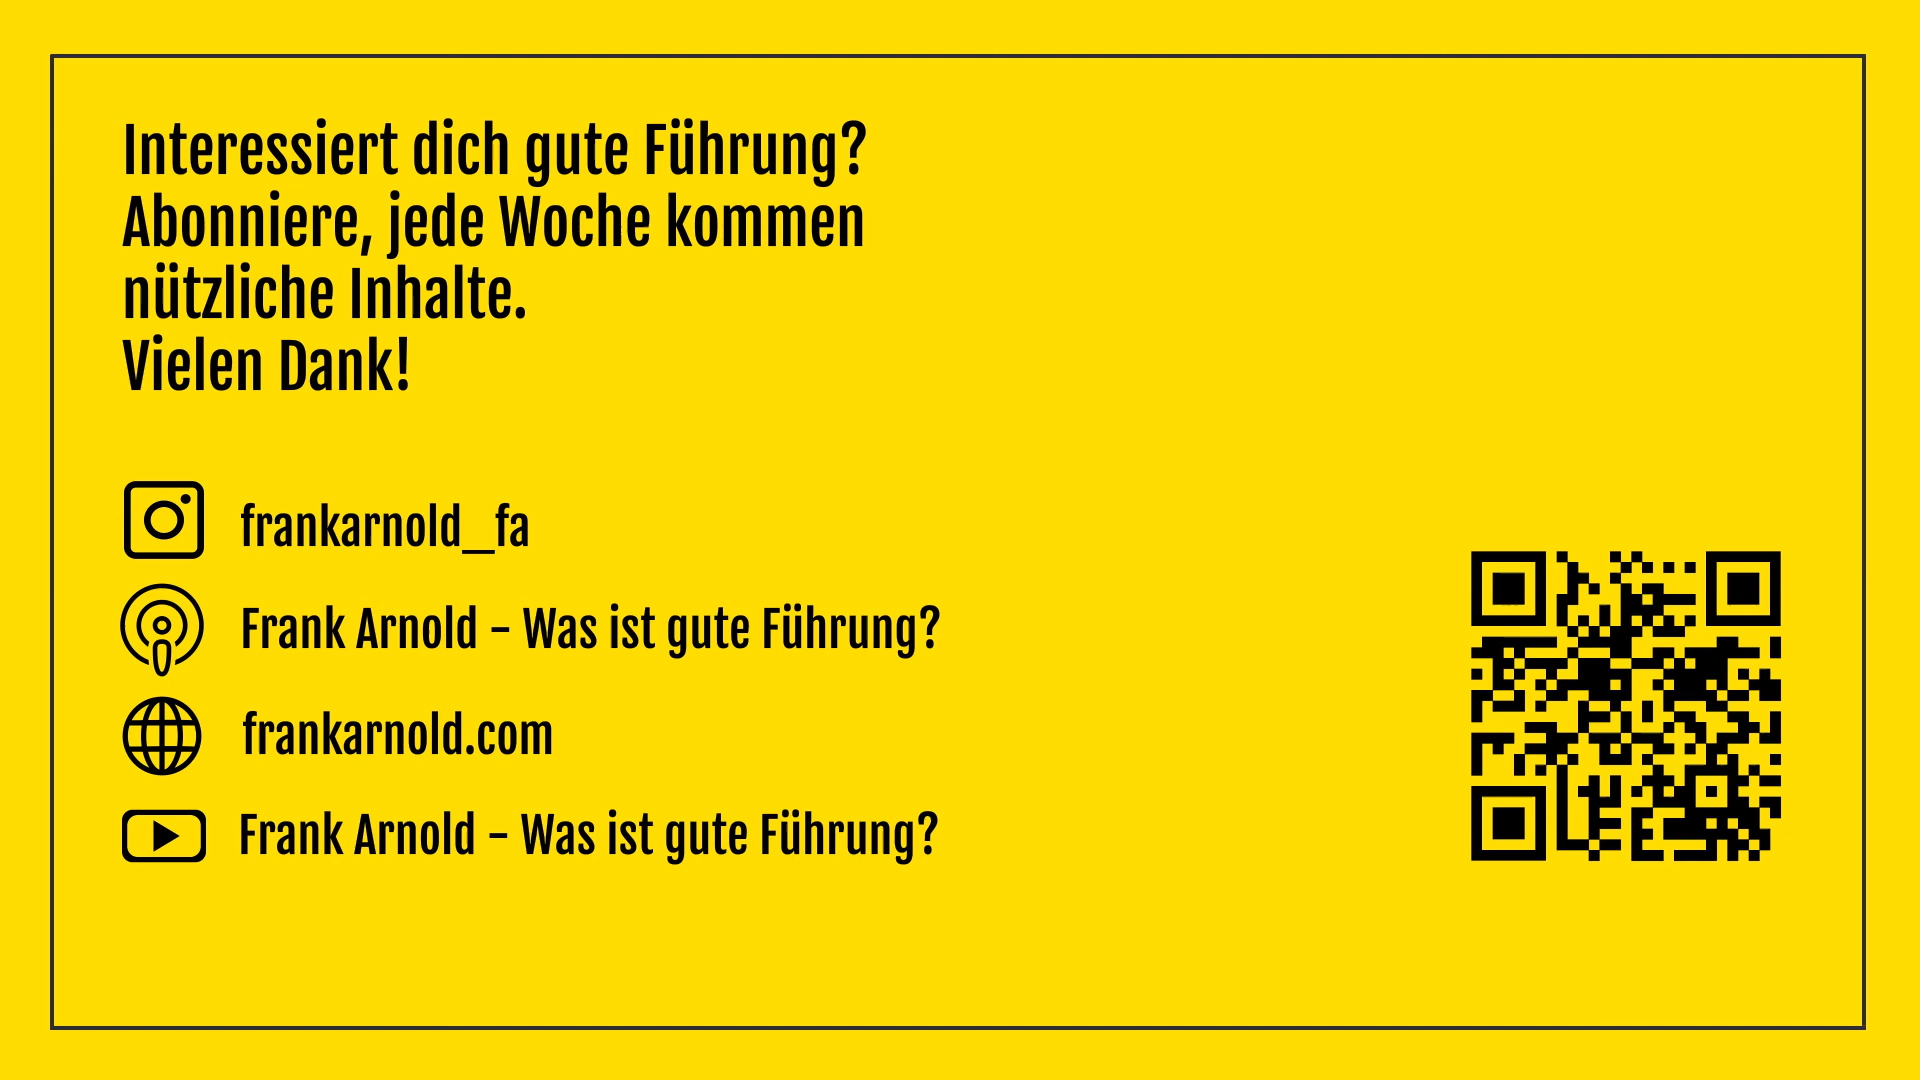 Interessiert dich gute Führung?
Abonniere, jede Woche kommen
nützliche Inhalte.
Vielen Dank!
frankarnold_fa
Frank Arnold - Was ist gute Führung?
frankarnold.com
Frank Arnold - Was ist gute Führung?